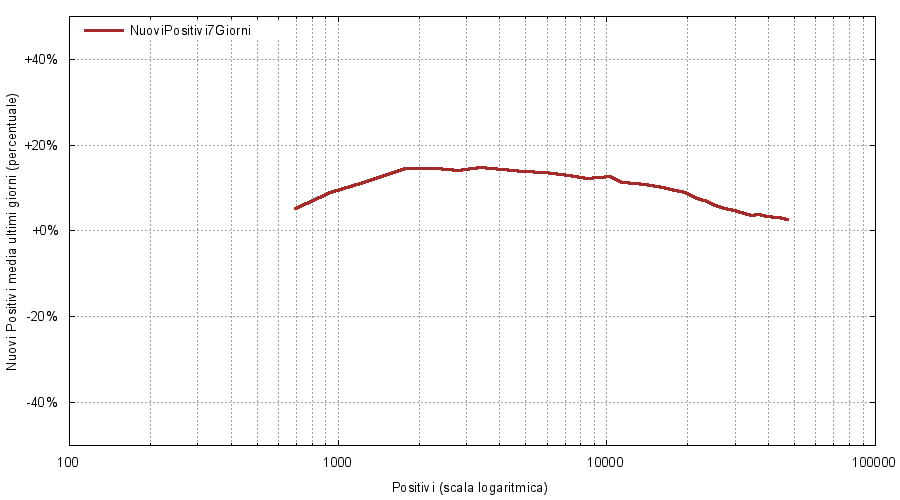 NuoviPositivi7Giorni
+40%
+20%
+0%
-20%
-40%
Nuovi Positivi media ultimi giorni (percentuale)
100 1000 10000 100000
Positivi (scala logaritmica)